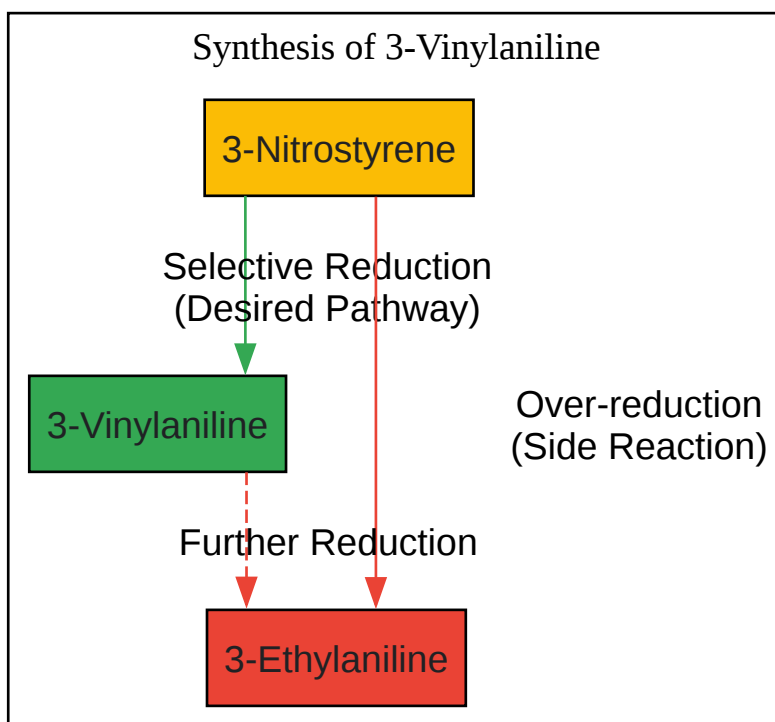 Synthesis of 3-Vinylaniline
3-Nitrostyrene
Selective Reduction
(Desired Pathway)
3-Vinylaniline
Over-reduction
(Side Reaction)
Further Reduction
3-Ethylaniline